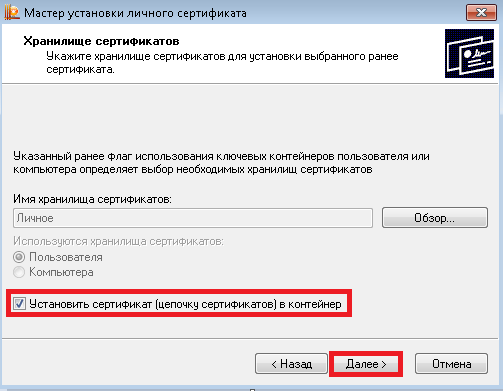 Мастер установки личного сертификата
Хранилище сертификатов
Укажите хранилище сертификатов для установки выбранного ранее
сертификата.
Указанный ранее флаг использования ключевых контейнеров пользователя или
компьютера определяет выбор необходимых хранилищ сертификатов
Имя хранилища сертификатов:
Личное
Обзор...
Используются хранилища сертификатов:
Пользователя
Компьютера
Установить сертификат (цепочку сертификатов) в контейнер
< Назад
Далее >
Отмена